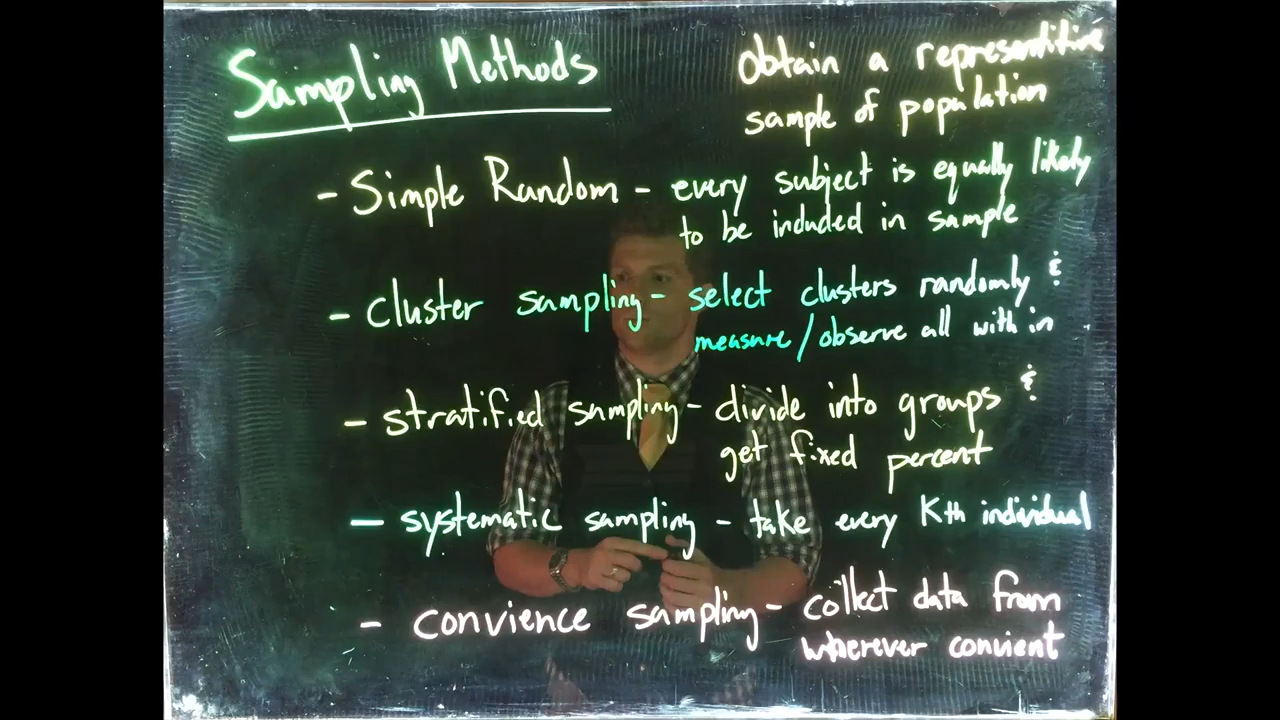 Sampling Methods
obtain a representitive
sample of population
- Simple Random - every subject is equally likely
to be included in sample
- cluster sampling - select clusters randomly &
measure/observe all with in
- stratified sampling - divide into groups &
get fixed percent
- systematic sampling - take every Kth individual
- convience sampling - collect data from
wherever convient